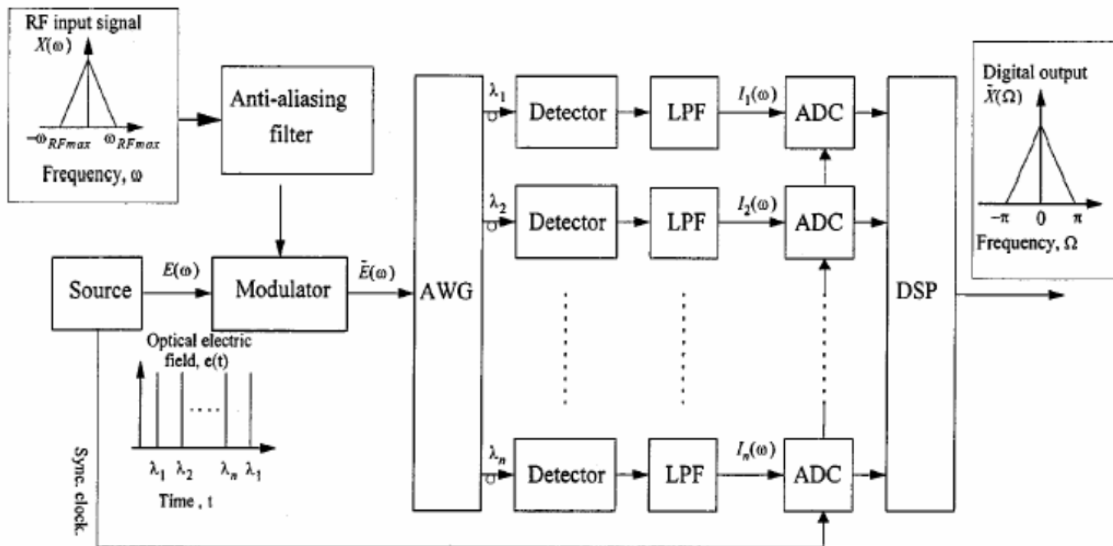 RF input signal
X(ω)
−ω_RFmax ω_RFmax
Frequency, ω
Anti-aliasing
filter
Source
E(ω)
Modulator
Ẽ(ω)
Optical electric
field, e(t)
λ1 λ2 λn λ1
Time , t
Sync. clock.
AWG
λ1
Detector
LPF
I1(ω)
ADC
λ2
Detector
LPF
I2(ω)
ADC
λn
Detector
LPF
In(ω)
ADC
DSP
Digital output
X̃(Ω)
−π 0 π
Frequency, Ω